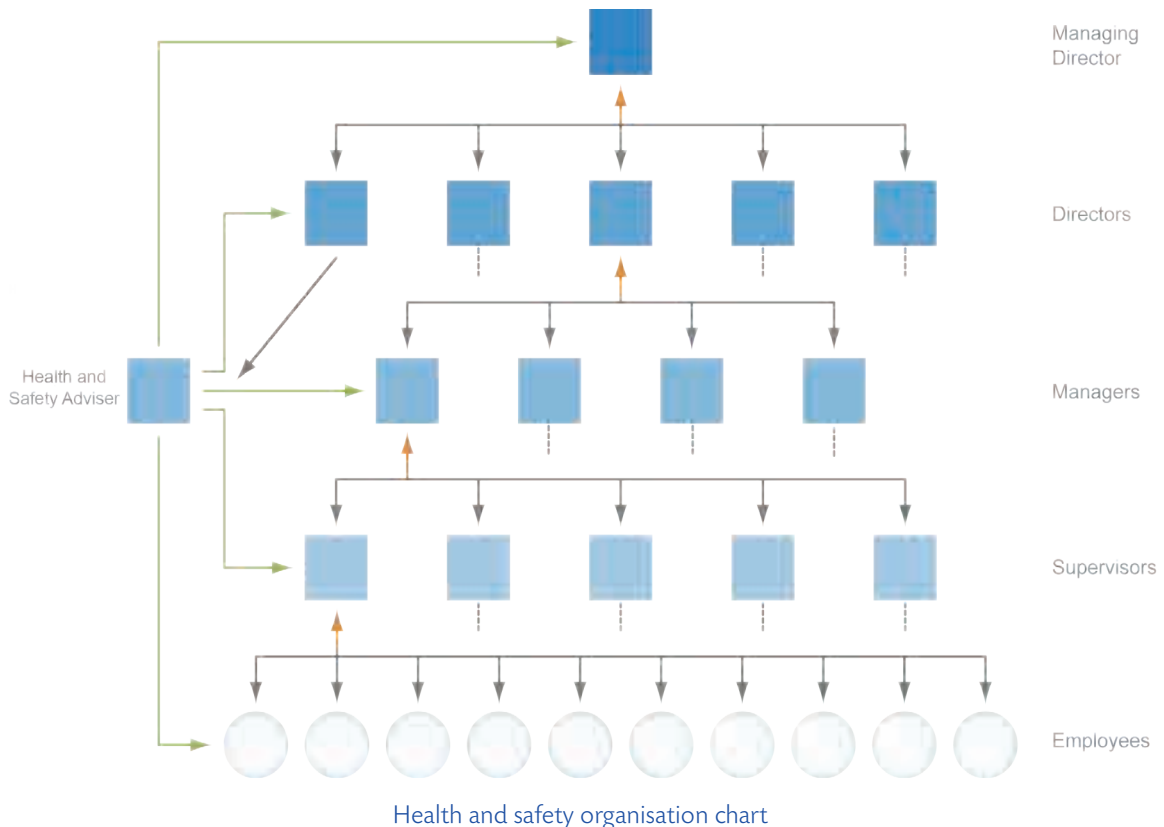 Managing
Director
Directors
Health and
Safety Adviser
Managers
Supervisors
Employees
Health and safety organisation chart